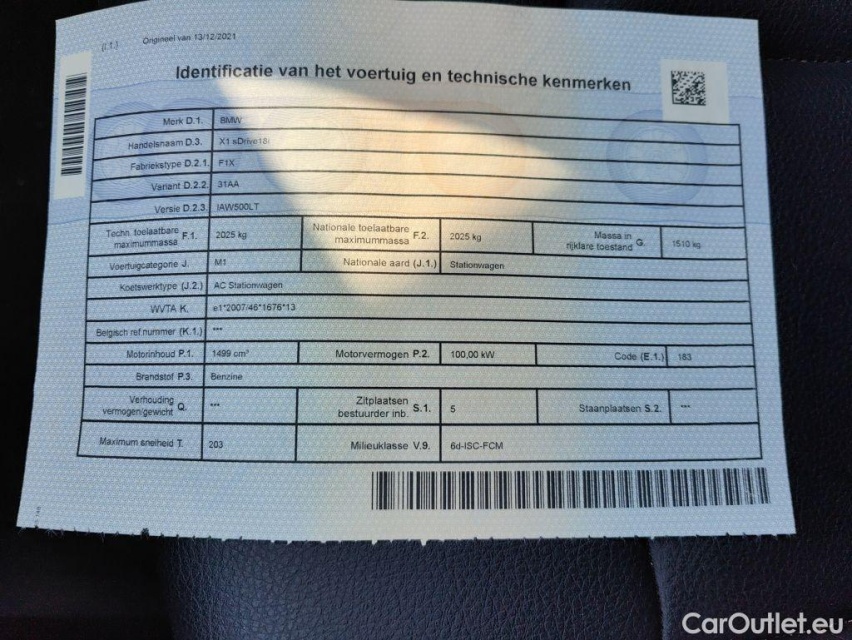 (I.1.) Origineel van 13/12/2021
Identificatie van het voertuig en technische kenmerken
Merk D.1. BMW
Handelsnaam D.3. X1 sDrive18i
Fabriekstype D.2.1. F1X
Variant D.2.2. 31AA
Versie D.2.3. IAW500LT
Techn. toelaatbare maximummassa F.1. 2025 kg Nationale toelaatbare maximummassa F.2. 2025 kg Massa in rijklare toestand G. 1510 kg
Voertuigcategorie J. M1 Nationale aard (J.1.) Stationwagen
Koetswerktype (J.2.) AC Stationwagen
WVTA K. e1*2007/46*1676*13
Belgisch ref.nummer (K.1.) ***
Motorinhoud P.1. 1499 cm³ Motorvermogen P.2. 100,00 kW Code (E.1.) 183
Brandstof P.3. Benzine
Verhouding vermogen/gewicht Q. *** Zitplaatsen bestuurder inb. S.1. 5 Staanplaatsen S.2. ***
Maximum snelheid T. 203 Milieuklasse V.9. 6d-ISC-FCM
CarOutlet.eu